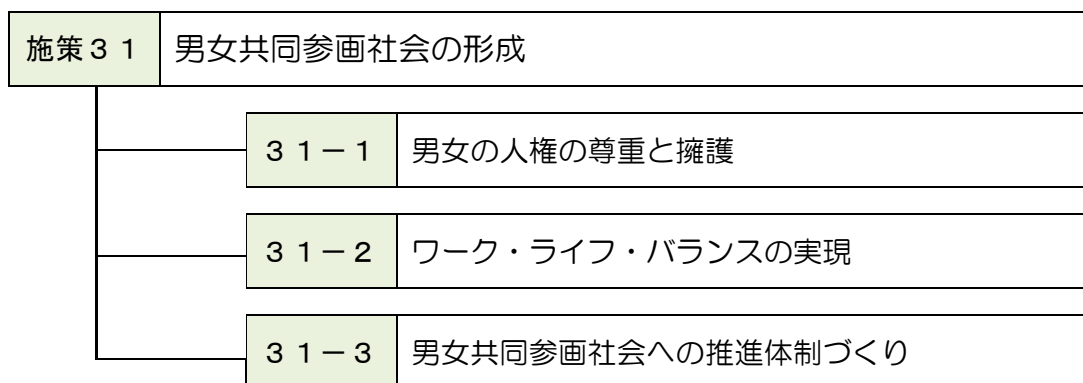 施策３１ 男女共同参画社会の形成
３１－１ 男女の人権の尊重と擁護
３１－２ ワーク・ライフ・バランスの実現
３１－３ 男女共同参画社会への推進体制づくり